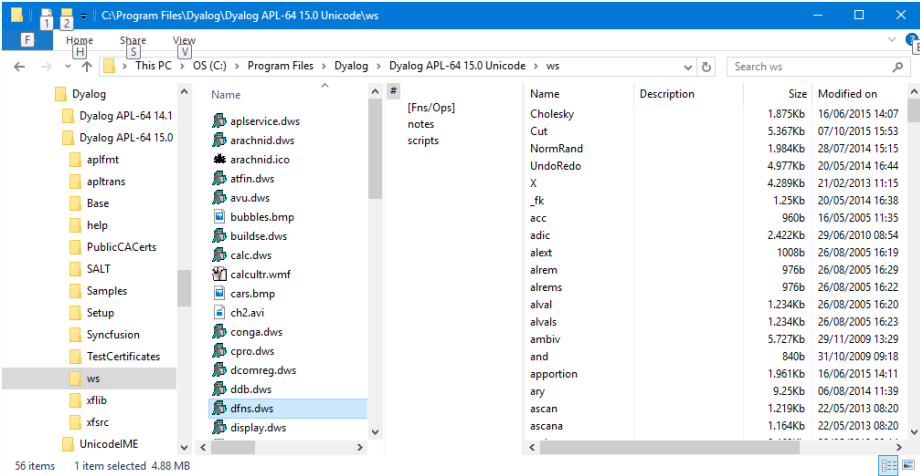 C:\Program Files\Dyalog\Dyalog APL-64 15.0 Unicode\ws
1 2
F Home Share View
H S V
This PC > OS (C:) > Program Files > Dyalog > Dyalog APL-64 15.0 Unicode > ws
Search ws
Dyalog
Dyalog APL-64 14.1
Dyalog APL-64 15.0
aplfmt
apltrans
Base
help
PublicCACerts
SALT
Samples
Setup
Syncfusion
TestCertificates
ws
xflib
xfsrc
UnicodeIME
Name
aplservice.dws
arachnid.dws
arachnid.ico
atfin.dws
avu.dws
bubbles.bmp
buildse.dws
calc.dws
calcultr.wmf
cars.bmp
ch2.avi
conga.dws
cpro.dws
dcomreg.dws
ddb.dws
dfns.dws
display.dws
#
[Fns/Ops]
notes
scripts
Name Description Size Modified on
Cholesky 1.875Kb 16/06/2015 14:07
Cut 5.367Kb 07/10/2015 15:53
NormRand 1.984Kb 28/07/2014 15:15
UndoRedo 4.977Kb 20/05/2014 16:44
X 4.289Kb 21/02/2013 11:15
_fk 1.25Kb 20/05/2014 16:38
acc 960b 16/05/2005 11:35
adic 2.422Kb 29/06/2010 08:54
alext 1008b 26/08/2005 16:19
alrem 976b 26/08/2005 16:29
alrems 976b 26/08/2005 16:22
alval 1.234Kb 26/08/2005 16:20
alvals 1.234Kb 26/08/2005 16:23
ambiv 5.727Kb 29/11/2009 13:29
and 840b 31/10/2009 09:18
apportion 1.961Kb 16/06/2015 14:11
ary 9.25Kb 06/08/2014 11:39
ascan 1.219Kb 22/05/2013 08:20
ascana 1.164Kb 22/05/2013 08:20
56 items 1 item selected 4.88 MB